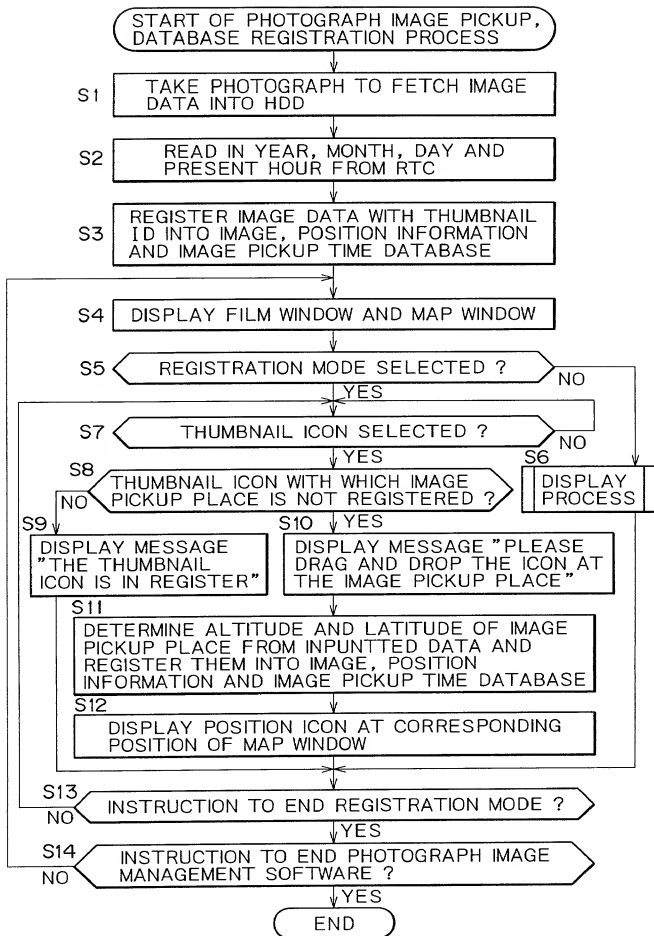 START OF PHOTOGRAPH IMAGE PICKUP,
DATABASE REGISTRATION PROCESS
S1
TAKE PHOTOGRAPH TO FETCH IMAGE
DATA INTO HDD
S2
READ IN YEAR, MONTH, DAY AND
PRESENT HOUR FROM RTC
S3
REGISTER IMAGE DATA WITH THUMBNAIL
ID INTO IMAGE, POSITION INFORMATION
AND IMAGE PICKUP TIME DATABASE
S4
DISPLAY FILM WINDOW AND MAP WINDOW
S5
REGISTRATION MODE SELECTED ?
NO
YES
S7
THUMBNAIL ICON SELECTED ?
NO
YES
S8
THUMBNAIL ICON WITH WHICH IMAGE
PICKUP PLACE IS NOT REGISTERED ?
NO
YES
S6
DISPLAY
PROCESS
S9
DISPLAY MESSAGE
"THE THUMBNAIL
ICON IS IN REGISTER"
S10
DISPLAY MESSAGE "PLEASE
DRAG AND DROP THE ICON AT
THE IMAGE PICKUP PLACE"
S11
DETERMINE ALTITUDE AND LATITUDE OF IMAGE
PICKUP PLACE FROM INPUNTTED DATA AND
REGISTER THEM INTO IMAGE, POSITION
INFORMATION AND IMAGE PICKUP TIME DATABASE
S12
DISPLAY POSITION ICON AT CORRESPONDING
POSITION OF MAP WINDOW
S13
INSTRUCTION TO END REGISTRATION MODE ?
NO
YES
S14
INSTRUCTION TO END PHOTOGRAPH IMAGE
MANAGEMENT SOFTWARE ?
NO
YES
END